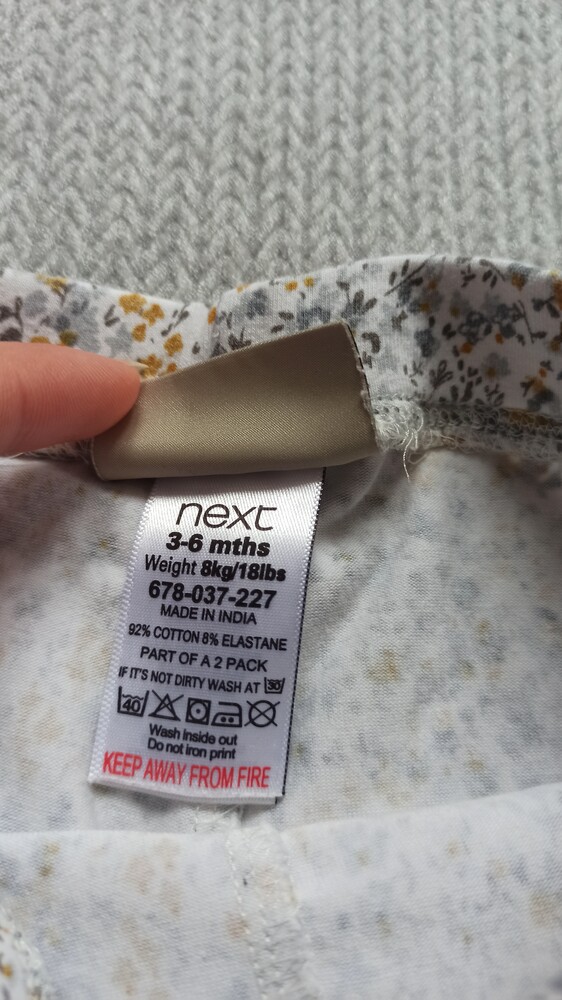 next
3-6 mths
Weight 8kg/18lbs
678-037-227
MADE IN INDIA
92% COTTON 8% ELASTANE
PART OF A 2 PACK
IF IT'S NOT DIRTY WASH AT 30
40
Wash inside out
Do not iron print
KEEP AWAY FROM FIRE